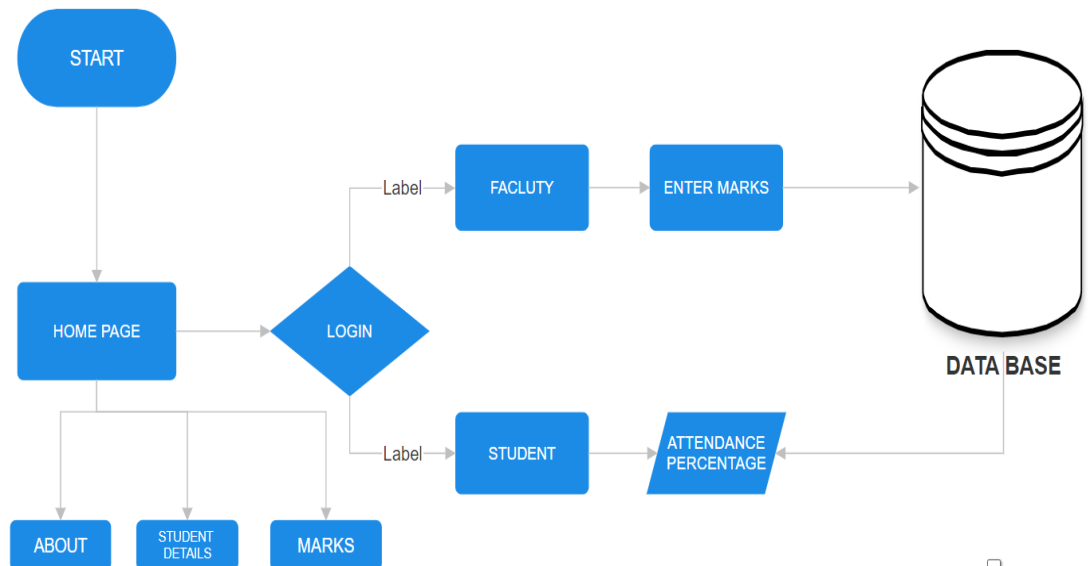 START
Label
FACLUTY
ENTER MARKS
HOME PAGE
LOGIN
DATA BASE
Label
STUDENT
ATTENDANCE
PERCENTAGE
ABOUT
STUDENT
DETAILS
MARKS